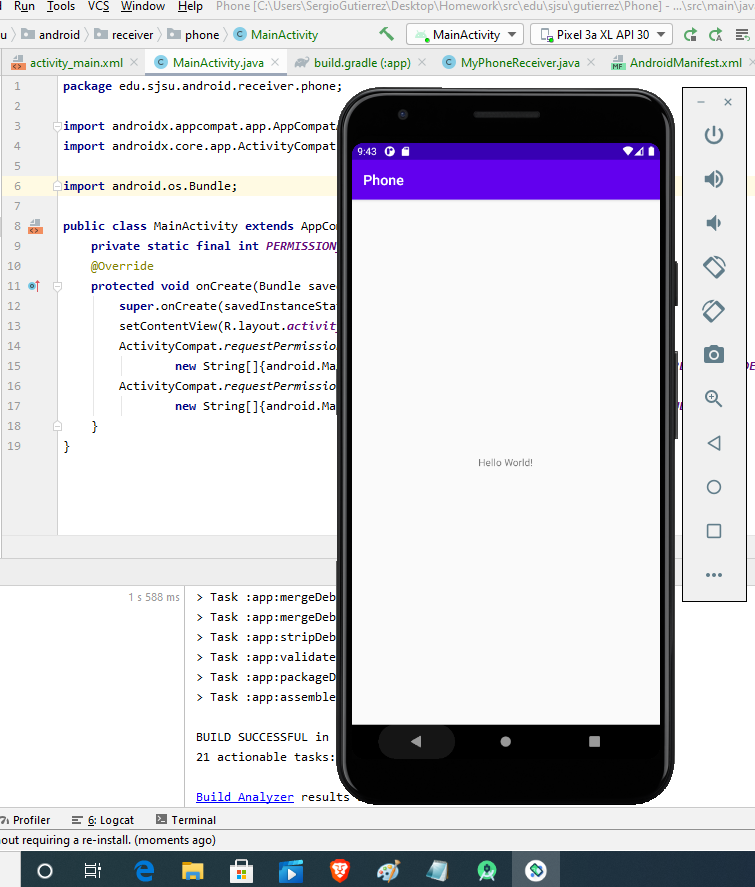 Run Tools VCS Window Help Phone [C:\Users\SergioGutierrez\Desktop\Homework\src\edu\sjsu\gutierrez\Phone] - ...\src\main\jav
u android receiver phone MainActivity MainActivity Pixel 3a XL API 30
activity_main.xml MainActivity.java build.gradle (:app) MyPhoneReceiver.java AndroidManifest.xml
1 package edu.sjsu.android.receiver.phone;
2
3 import androidx.appcompat.app.AppCompat
4 import androidx.core.app.ActivityCompat
5
6 import android.os.Bundle;
7
8 public class MainActivity extends AppCom
9 private static final int PERMISSION_
10 @Override
11 protected void onCreate(Bundle saved
12 super.onCreate(savedInstanceStat
13 setContentView(R.layout.activity_
14 ActivityCompat.requestPermission
15 new String[]{android.Ma
16 ActivityCompat.requestPermission
17 new String[]{android.Ma
18 }
19 }
9:43
Phone
Hello World!
1 s 588 ms > Task :app:mergeDeb
> Task :app:mergeDeb
> Task :app:stripDeb
> Task :app:validate
> Task :app:packageD
> Task :app:assemble
BUILD SUCCESSFUL in
21 actionable tasks:
Build Analyzer results
Profiler 6: Logcat Terminal
out requiring a re-install. (moments ago)